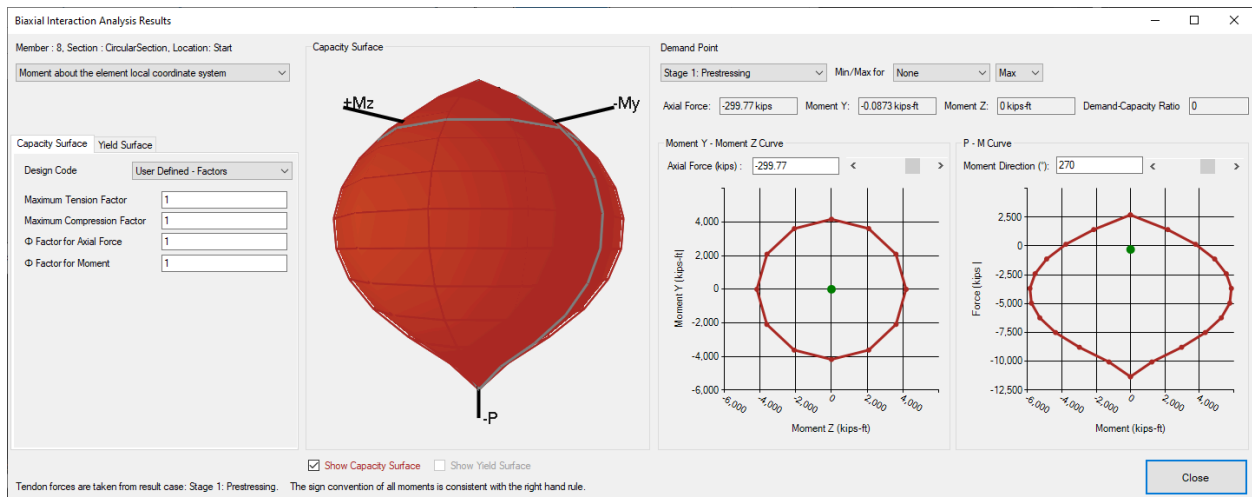 Biaxial Interaction Analysis Results
Member : 8, Section : CircularSection, Location: Start
Moment about the element local coordinate system
Capacity Surface
Yield Surface
Design Code
User Defined - Factors
Maximum Tension Factor
1
Maximum Compression Factor
1
Φ Factor for Axial Force
1
Φ Factor for Moment
1
Capacity Surface
+Mz
-My
-P
Show Capacity Surface
Show Yield Surface
Demand Point
Stage 1: Prestressing
Min/Max for
None
Max
Axial Force:
-299.77 kips
Moment Y:
-0.0873 kips-ft
Moment Z:
0 kips-ft
Demand-Capacity Ratio
0
Moment Y - Moment Z Curve
Axial Force (kips) :
-299.77
< >
Moment Y (kips-ft)
4,000
2,000
0
-2,000
-4,000
-6,000
-6,000
-4,000
-2,000
0
2,000
4,000
Moment Z (kips-ft)
P - M Curve
Moment Direction (°):
270
< >
Force (kips)
2,500
0
-2,500
-5,000
-7,500
-10,000
-12,500
-6,000
-4,000
-2,000
0
2,000
4,000
Moment (kips-ft)
Close
Tendon forces are taken from result case: Stage 1: Prestressing. The sign convention of all moments is consistent with the right hand rule.